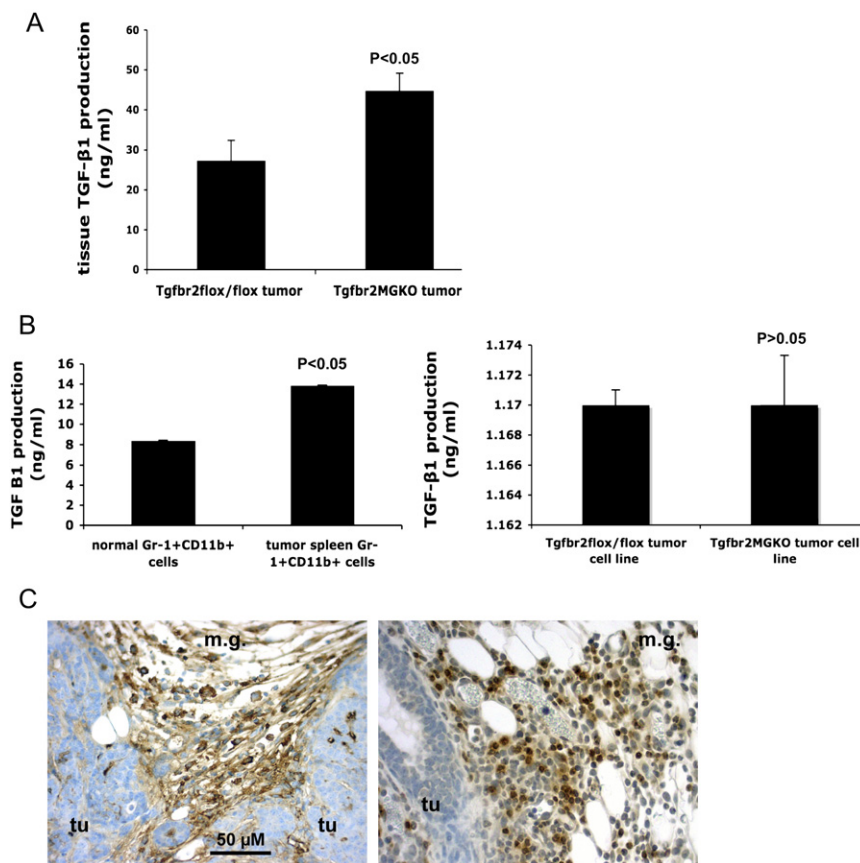 A
tissue TGF-β1 production
(ng/ml)
60
50
40
30
20
10
0
P<0.05
Tgfbr2flox/flox tumor
Tgfbr2MGKO tumor
B
TGF B1 production
(ng/ml)
16
14
12
10
8
6
4
2
0
P<0.05
normal Gr-1+CD11b+
cells
tumor spleen Gr-
1+CD11b+ cells
TGF-β1 production
(ng/ml)
1.174
1.172
1.17
1.168
1.166
1.164
1.162
P>0.05
Tgfbr2flox/flox tumor
cell line
Tgfbr2MGKO tumor cell
line
C
m.g.
tu
50 µM
tu
m.g.
tu